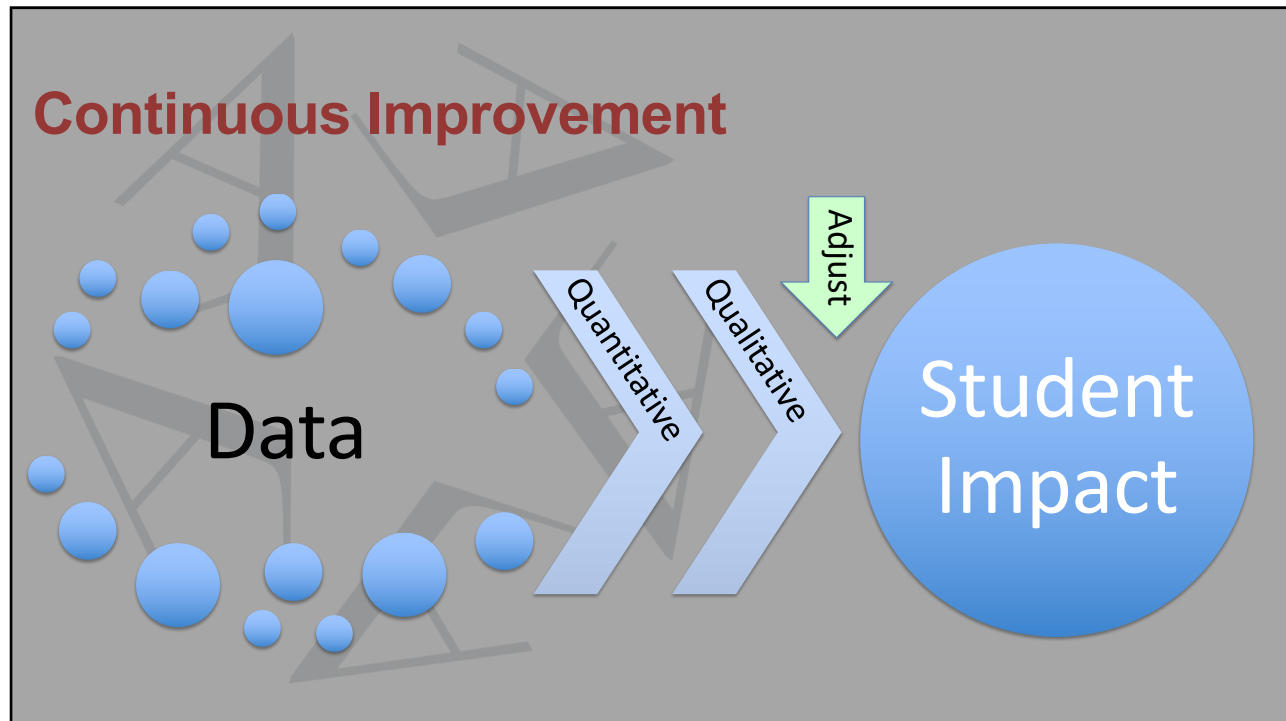 Continuous Improvement
Data
Quantitative
Qualitative
Adjust
Student
Impact